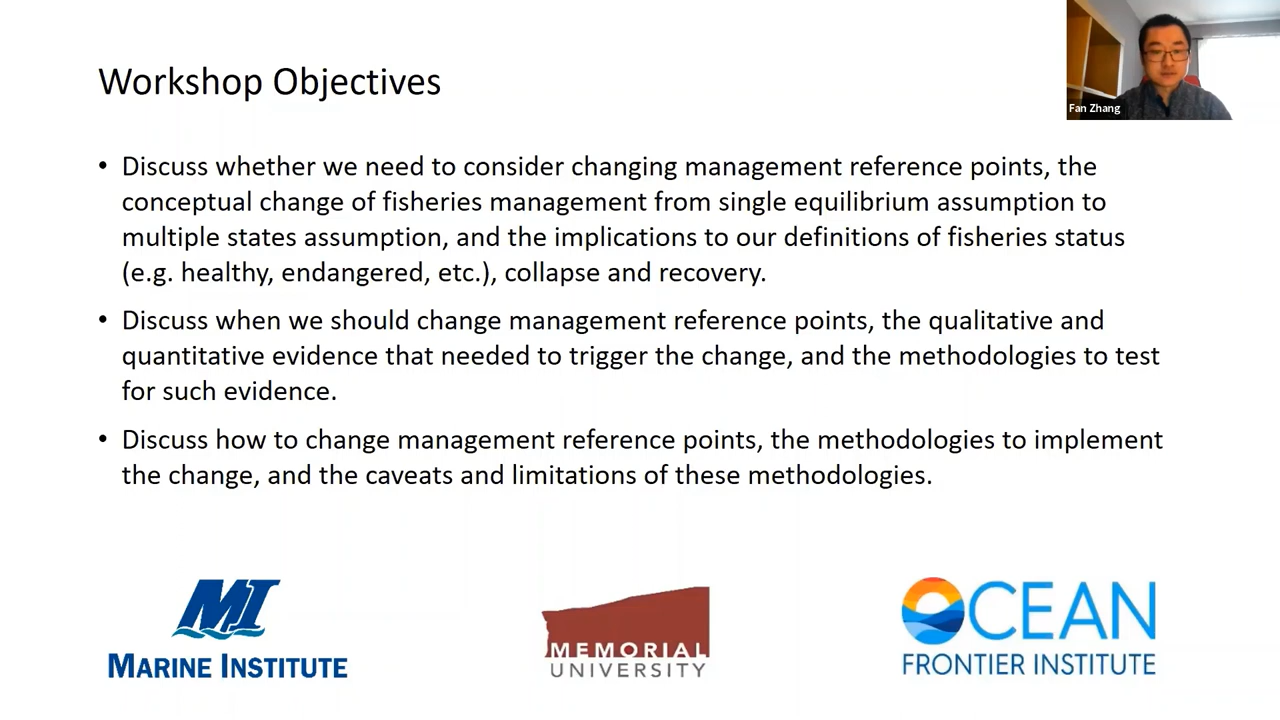 Workshop Objectives
Fan Zhang
• Discuss whether we need to consider changing management reference points, the
conceptual change of fisheries management from single equilibrium assumption to
multiple states assumption, and the implications to our definitions of fisheries status
(e.g. healthy, endangered, etc.), collapse and recovery.
• Discuss when we should change management reference points, the qualitative and
quantitative evidence that needed to trigger the change, and the methodologies to test
for such evidence.
• Discuss how to change management reference points, the methodologies to implement
the change, and the caveats and limitations of these methodologies.
MI
MARINE INSTITUTE
MEMORIAL
UNIVERSITY
OCEAN
FRONTIER INSTITUTE